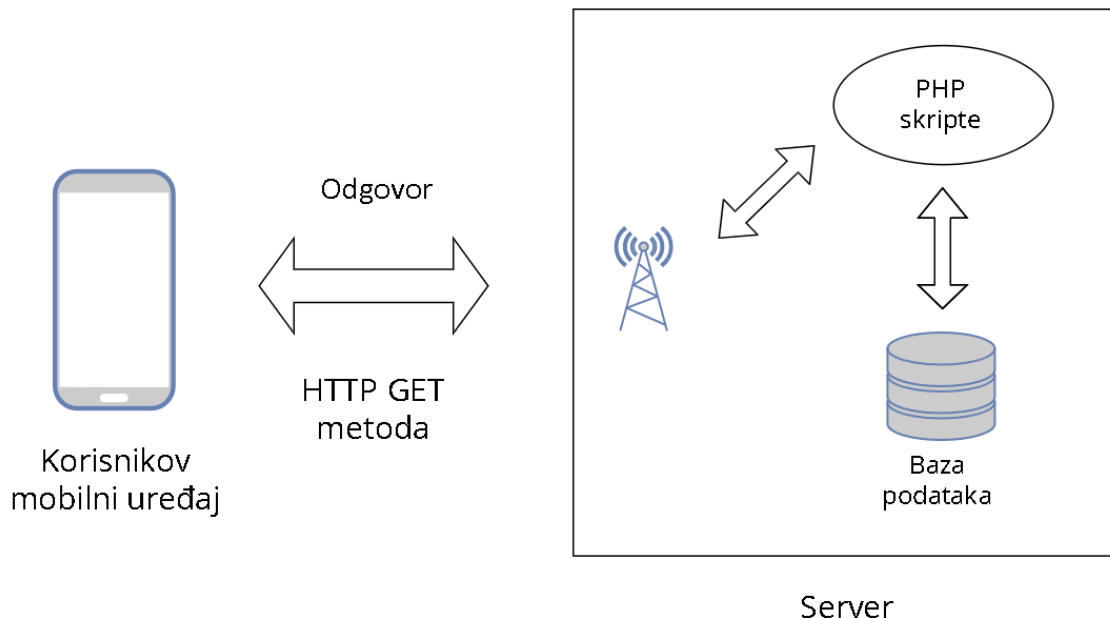 PHP
skripte
Odgovor
HTTP GET
metoda
Korisnikov
mobilni uređaj
Baza
podataka
Server